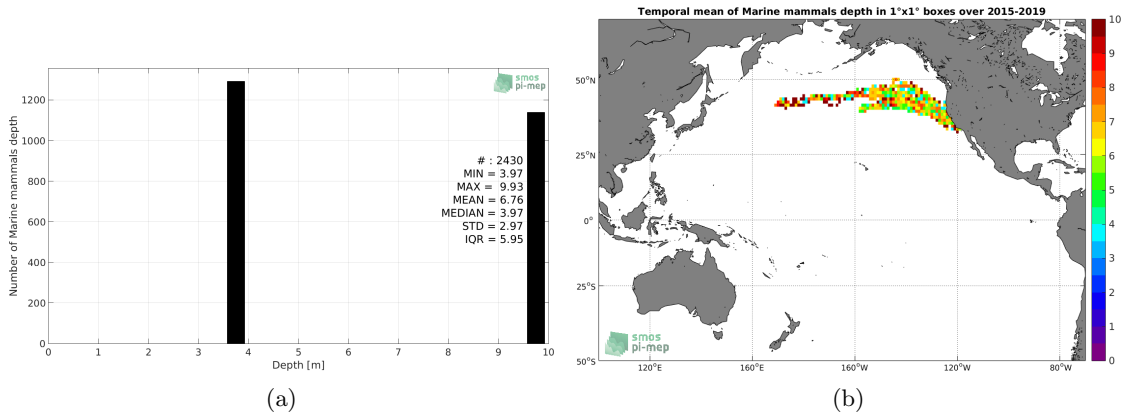 smos
pi-mep
Number of Marine mammals depth
1200
1000
800
600
400
200
0
# : 2430
MIN = 3.97
MAX = 9.93
MEAN = 6.76
MEDIAN = 3.97
STD = 2.97
IQR = 5.95
0 1 2 3 4 5 6 7 8 9 10
Depth [m]
(a)
Temporal mean of Marine mammals depth in 1°x1° boxes over 2015-2019
50°N
25°N
0°
25°S
50°S
120°E 160°E 160°W 120°W 80°W
smos
pi-mep
10
9
8
7
6
5
4
3
2
1
0
(b)